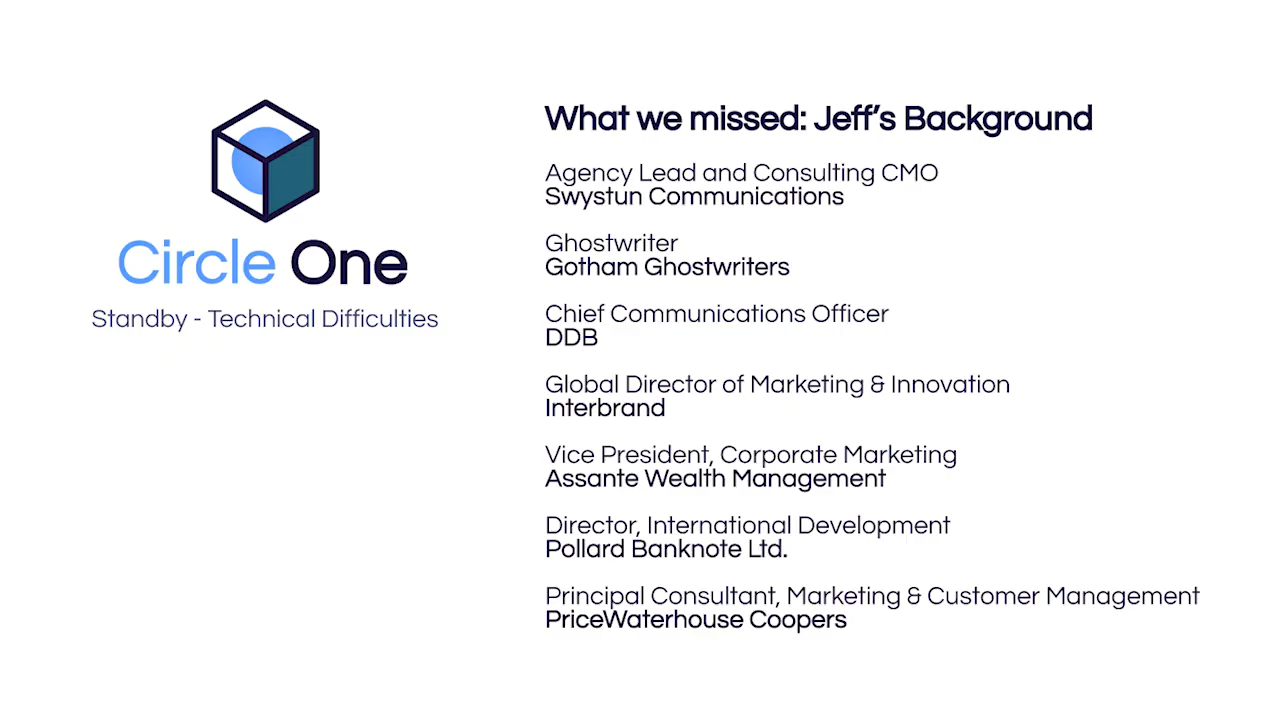 Circle One
Standby - Technical Difficulties
What we missed: Jeff's Background
Agency Lead and Consulting CMO
Swystun Communications
Ghostwriter
Gotham Ghostwriters
Chief Communications Officer
DDB
Global Director of Marketing & Innovation
Interbrand
Vice President, Corporate Marketing
Assante Wealth Management
Director, International Development
Pollard Banknote Ltd.
Principal Consultant, Marketing & Customer Management
PriceWaterhouse Coopers